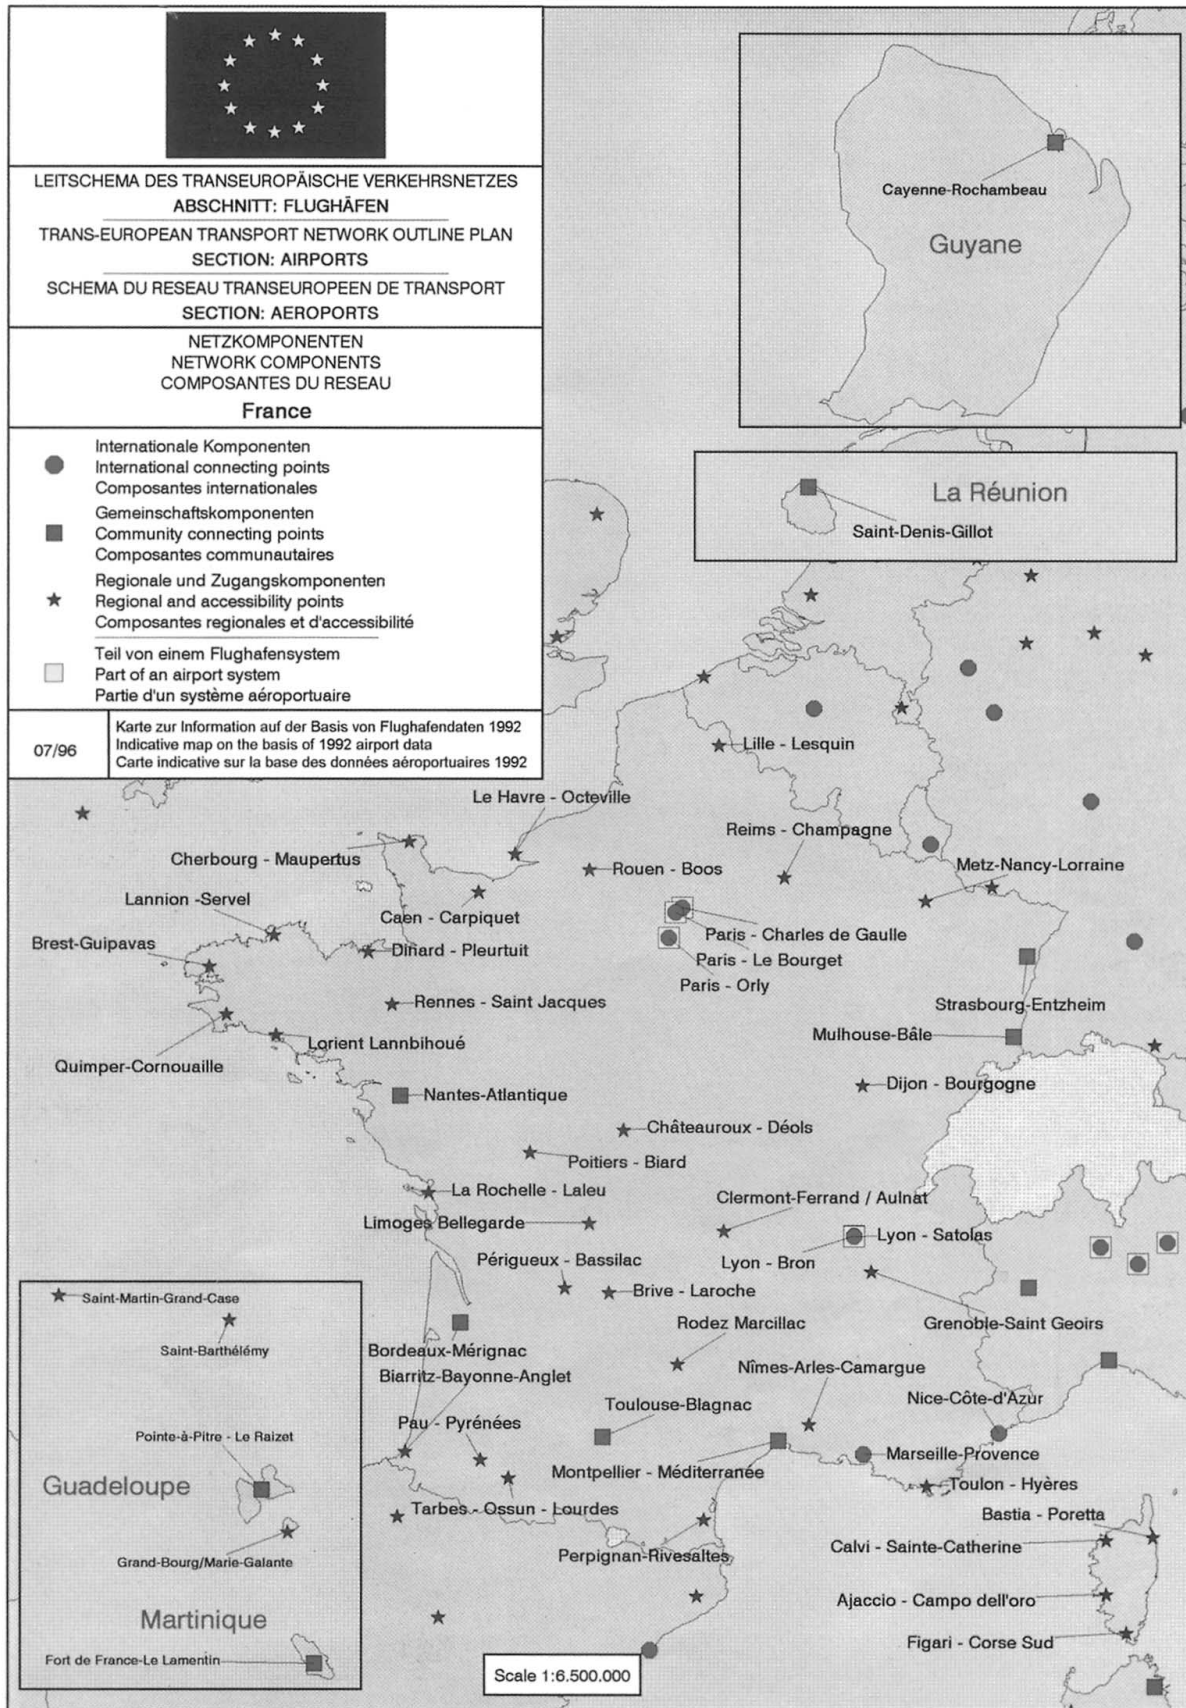 LEITSCHEMA DES TRANSEUROPÄISCHE VERKEHRSNETZES
ABSCHNITT: FLUGHÄFEN
TRANS-EUROPEAN TRANSPORT NETWORK OUTLINE PLAN
SECTION: AIRPORTS
SCHEMA DU RESEAU TRANSEUROPEEN DE TRANSPORT
SECTION: AEROPORTS
NETZKOMPONENTEN
NETWORK COMPONENTS
COMPOSANTES DU RESEAU
France
Internationale Komponenten
International connecting points
Composantes internationales
Gemeinschaftskomponenten
Community connecting points
Composantes communautaires
Regionale und Zugangskomponenten
Regional and accessibility points
Composantes regionales et d'accessibilité
Teil von einem Flughafensystem
Part of an airport system
Partie d'un système aéroportuaire
07/96
Karte zur Information auf der Basis von Flughafendaten 1992
Indicative map on the basis of 1992 airport data
Carte indicative sur la base des données aéroportuaires 1992
Cayenne-Rochambeau
Guyane
La Réunion
Saint-Denis-Gillot
Lille - Lesquin
Le Havre - Octeville
Reims - Champagne
Cherbourg - Maupertus
Rouen - Boos
Metz-Nancy-Lorraine
Lannion -Servel
Caen - Carpiquet
Paris - Charles de Gaulle
Brest-Guipavas
Dinard - Pleurtuit
Paris - Le Bourget
Paris - Orly
Rennes - Saint Jacques
Strasbourg-Entzheim
Mulhouse-Bâle
Lorient Lannbihoué
Quimper-Cornouaille
Dijon - Bourgogne
Nantes-Atlantique
Châteauroux - Déols
Poitiers - Biard
La Rochelle - Laleu
Clermont-Ferrand / Aulnat
Limoges Bellegarde
Lyon - Satolas
Périgueux - Bassilac
Lyon - Bron
Brive - Laroche
Grenoble-Saint Geoirs
Rodez Marcillac
Bordeaux-Mérignac
Nîmes-Arles-Camargue
Biarritz-Bayonne-Anglet
Nice-Côte-d'Azur
Toulouse-Blagnac
Pau - Pyrénées
Marseille-Provence
Montpellier - Méditerranée
Toulon - Hyères
Tarbes - Ossun - Lourdes
Bastia - Poretta
Calvi - Sainte-Catherine
Perpignan-Rivesaltes
Ajaccio - Campo dell'oro
Figari - Corse Sud
Saint-Martin-Grand-Case
Saint-Barthélémy
Pointe-à-Pitre - Le Raizet
Guadeloupe
Grand-Bourg/Marie-Galante
Martinique
Fort de France-Le Lamentin
Scale 1:6.500.000